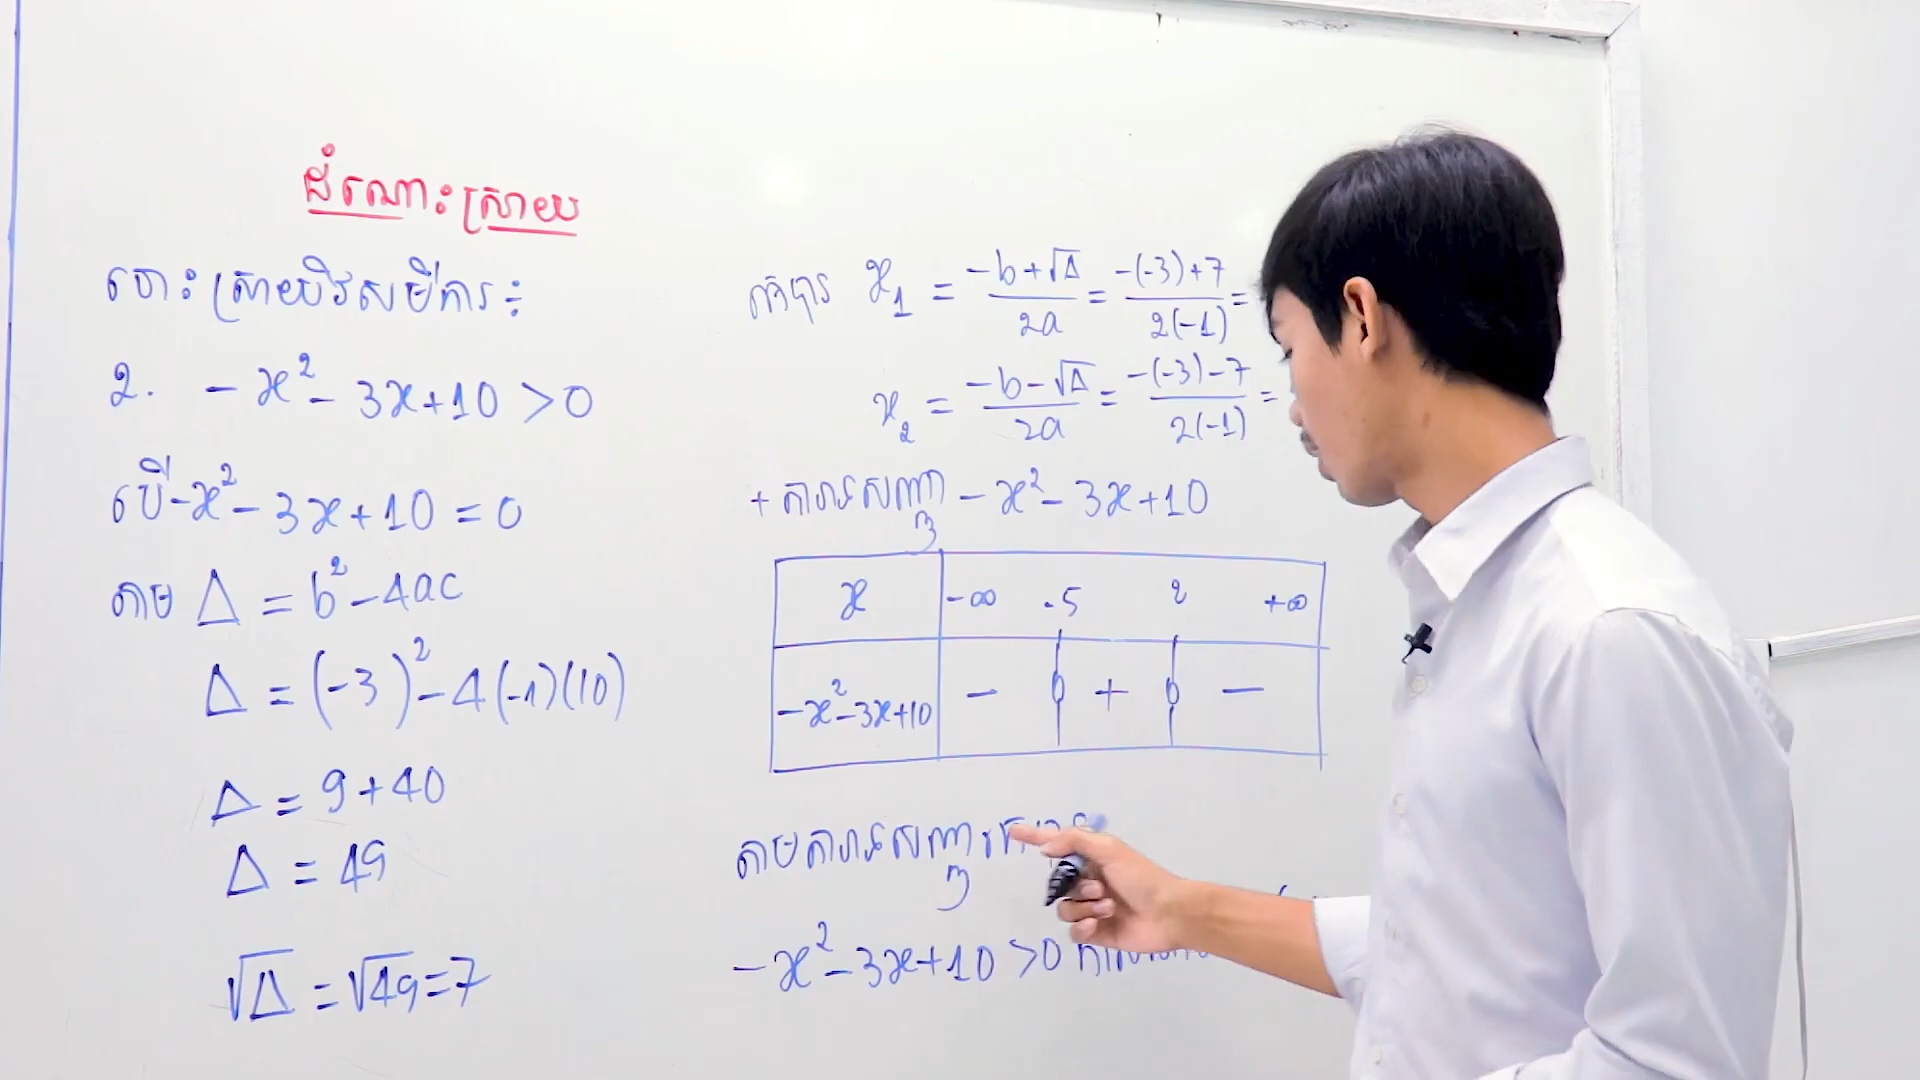 ដំណោះស្រាយ
ដោះស្រាយវិសមីការ÷
2. -x² - 3x + 10 > 0
បើ -x² - 3x + 10 = 0
តាម Δ = b² - 4ac
Δ = (-3)² - 4(-1)(10)
Δ = 9 + 40
Δ = 49
√Δ = √49 = 7
គេបាន x₁ = (-b + √Δ)/2a = (-(-3) + 7)/2(-1) =
x₂ = (-b - √Δ)/2a = (-(-3) - 7)/2(-1) =
+ តារាងសញ្ញា -x² - 3x + 10
x -∞ -5 2 +∞
-x² - 3x + 10 - 0 + 0 -
តាមតារាងសញ្ញា
-x² - 3x + 10 > 0